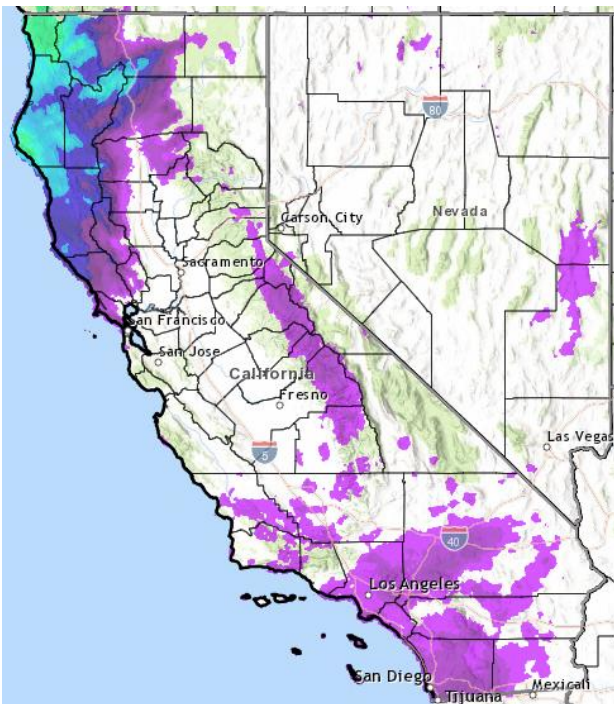 80
Carson City
Nevada
Sacramento
San Francisco
San Jose
California
Fresno
5
Las Vegas
40
Los Angeles
San Diego
Mexicali
Tijuana